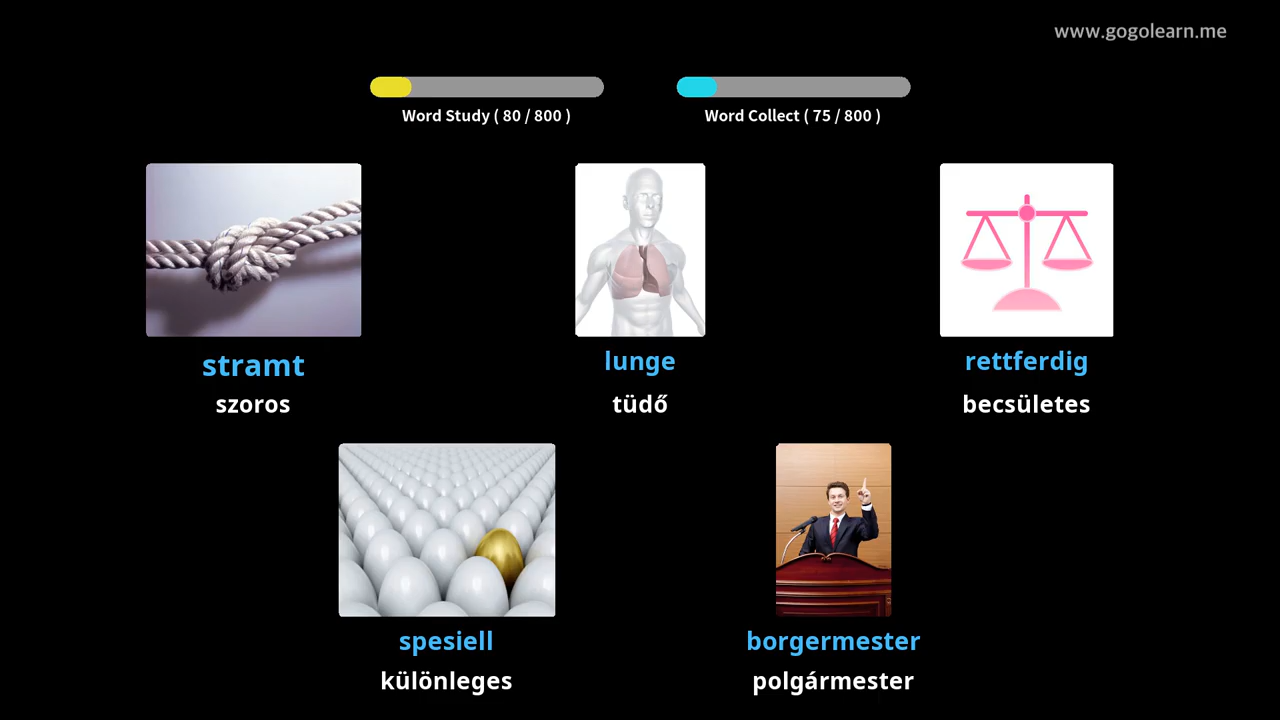 www.gogolearn.me
Word Study ( 80 / 800 )
Word Collect ( 75 / 800 )
stramt
szoros
lunge
tüdő
rettferdig
becsületes
spesiell
különleges
borgermester
polgármester